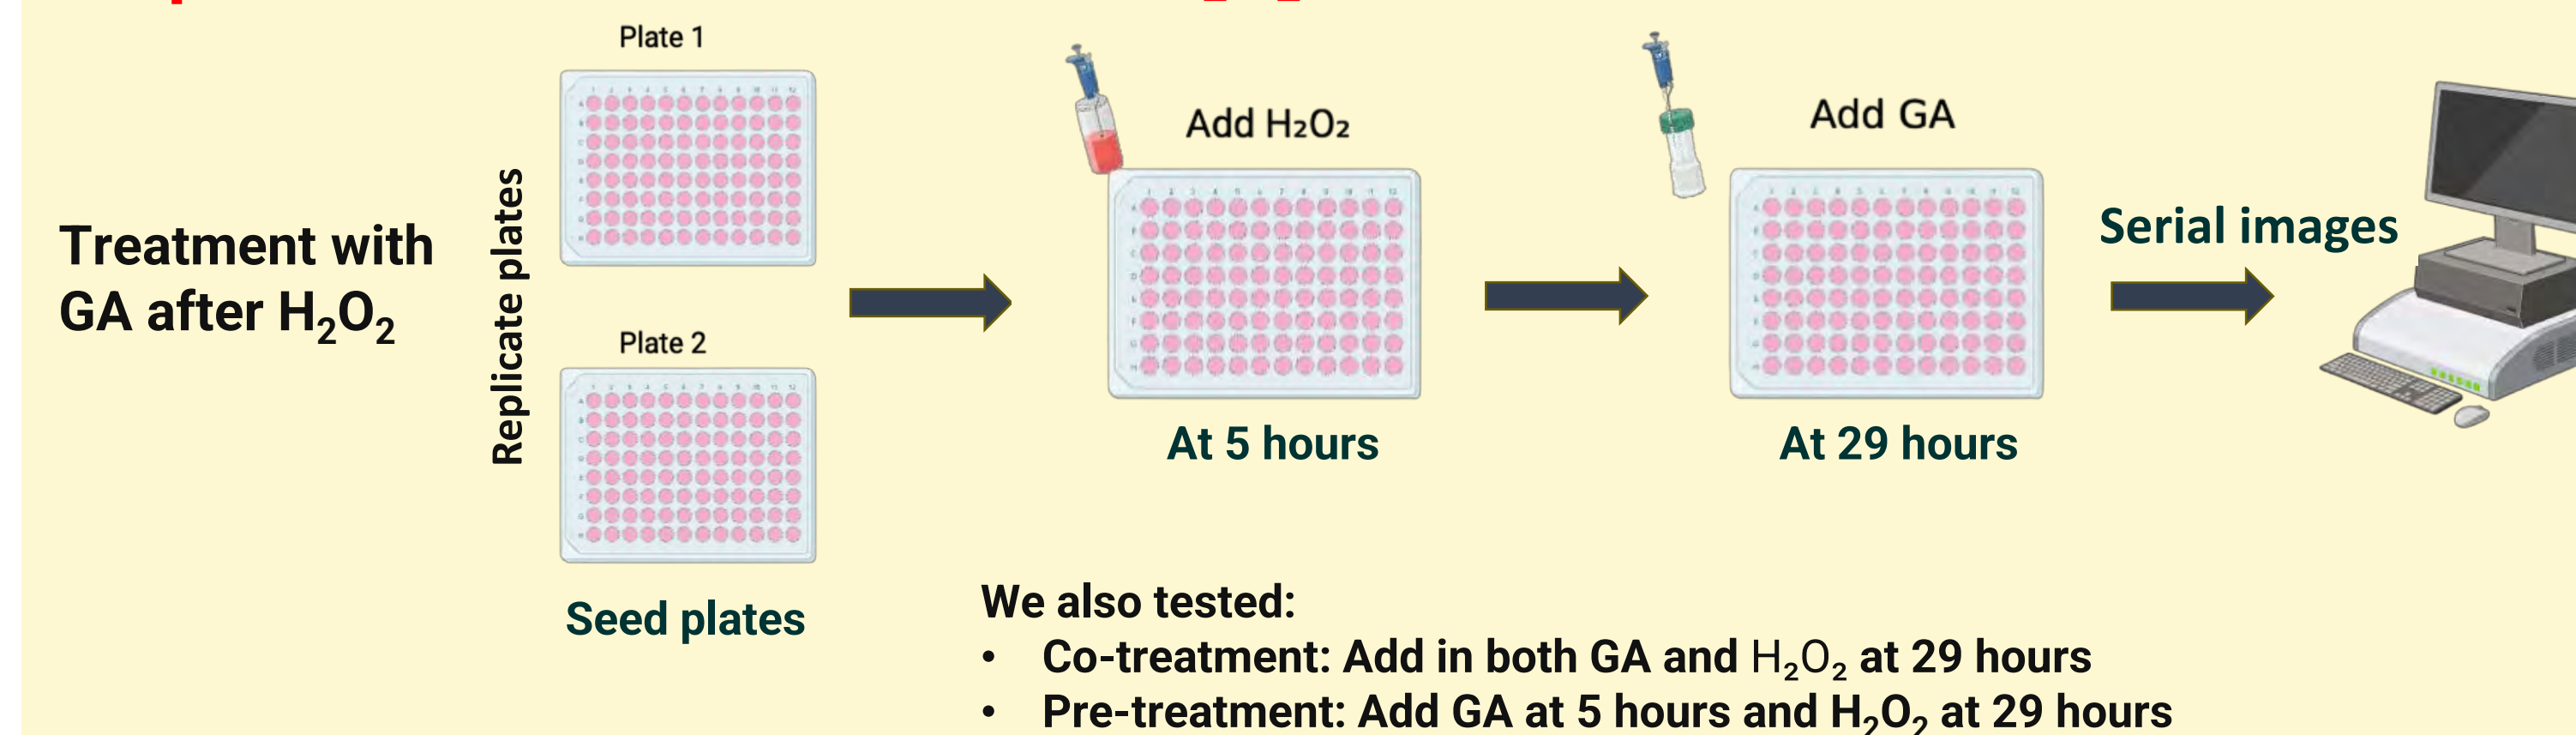 Plate 1
Add H₂O₂
Add GA
Treatment with
GA after H₂O₂
Replicate plates
Serial images
Plate 2
At 5 hours
At 29 hours
Seed plates
We also tested:
• Co-treatment: Add in both GA and H₂O₂ at 29 hours
• Pre-treatment: Add GA at 5 hours and H₂O₂ at 29 hours